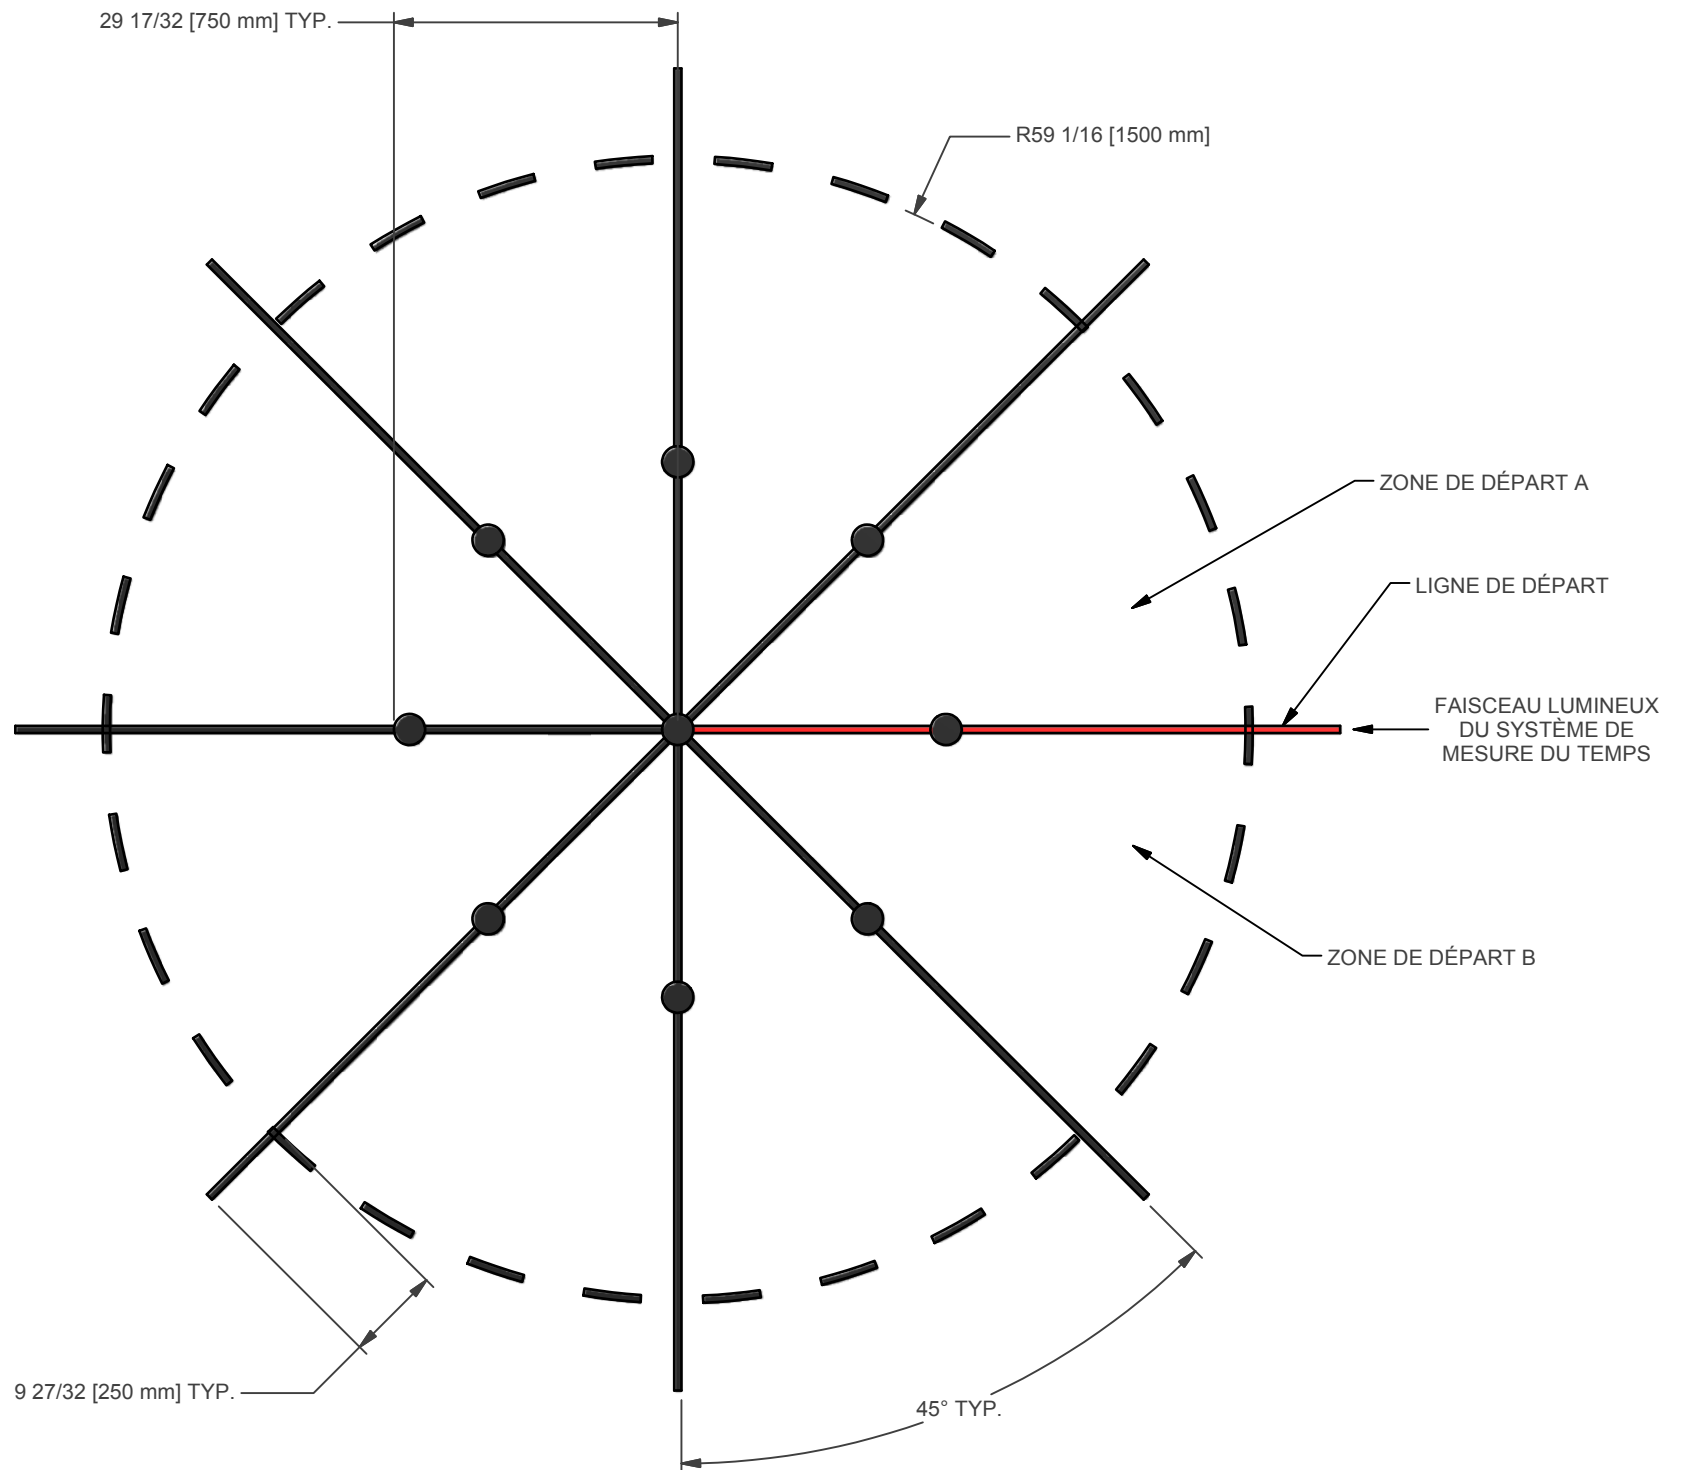 29 17/32 [750 mm] TYP.
R59 1/16 [1500 mm]
ZONE DE DÉPART A
LIGNE DE DÉPART
FAISCEAU LUMINEUX
DU SYSTÈME DE
MESURE DU TEMPS
ZONE DE DÉPART B
9 27/32 [250 mm] TYP.
45° TYP.